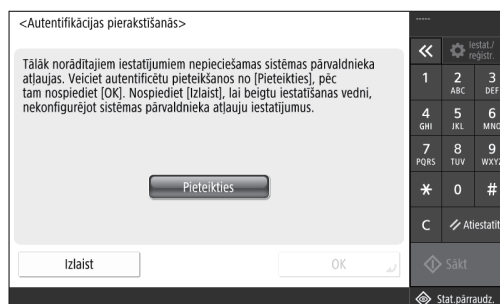 <Autentifikācijas pierakstīšanās>
Tālāk norādītajiem iestatījumiem nepieciešamas sistēmas pārvaldnieka
atļaujas. Veiciet autentificētu pieteikšanos no [Pieteikties], pēc
tam nospiediet [OK]. Nospiediet [Izlaist], lai beigtu iestatīšanas vedni,
nekonfigurējot sistēmas pārvaldnieka atļauju iestatījumus.
Pieteikties
Izlaist
OK
-----
Iestat./
reģistr.
1
2
ABC
3
DEF
4
GHI
5
JKL
6
MNO
7
PQRS
8
TUV
9
WXYZ
*
0
#
C
Atiestatīt
Sākt
Stat.pārraudz.